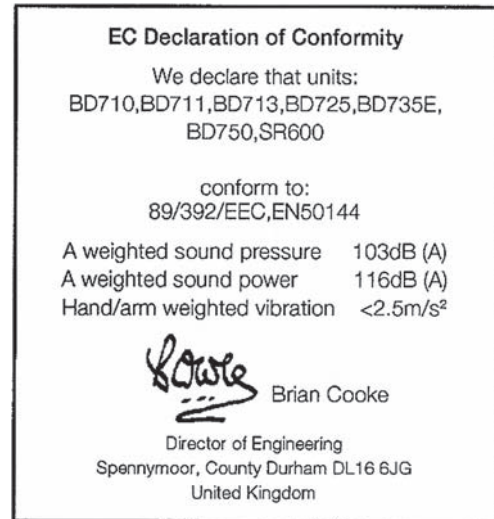 EC Declaration of Conformity
We declare that units:
BD710,BD711,BD713,BD725,BD735E,
BD750,SR600
conform to:
89/392/EEC,EN50144
A weighted sound pressure 103dB (A)
A weighted sound power 116dB (A)
Hand/arm weighted vibration <2.5m/s²
Brian Cooke
Director of Engineering
Spennymoor, County Durham DL16 6JG
United Kingdom